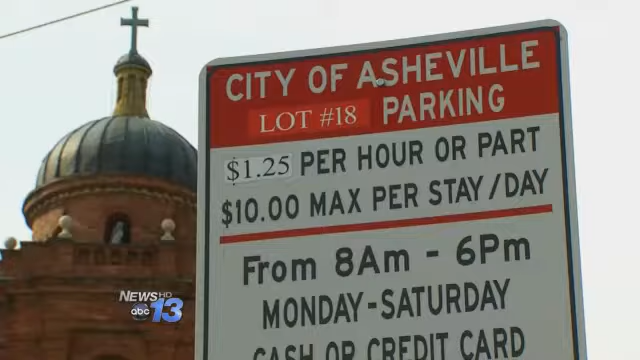 CITY OF ASHEVILLE
LOT #18 PARKING
$1.25 PER HOUR OR PART
$10.00 MAX PER STAY/DAY
From 8Am - 6Pm
MONDAY-SATURDAY
CASH OR CREDIT CARD
NEWS HD
abc 13